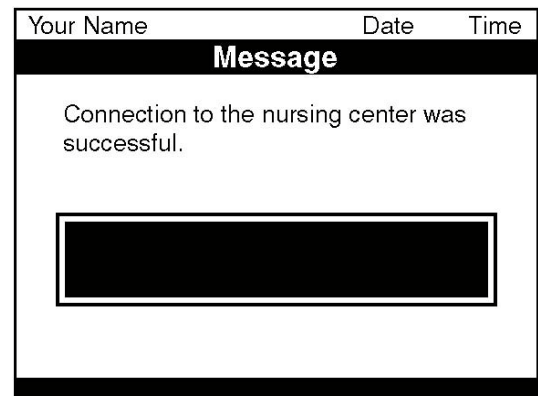 Your Name Date Time
Message
Connection to the nursing center was
successful.